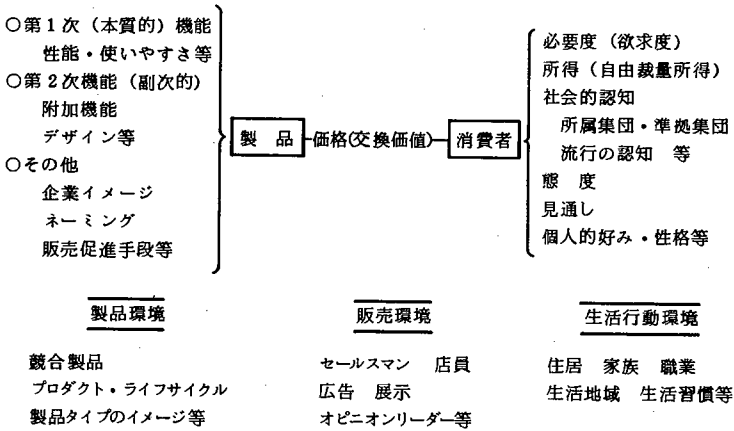 ○第1次（本質的）機能
性能・使いやすさ等
○第2次機能（副次的）
附加機能
デザイン等
○その他
企業イメージ
ネーミング
販売促進手段等
製品
価格(交換価値)
消費者
必要度（欲求度）
所得（自由裁量所得）
社会的認知
所属集団・準拠集団
流行の認知 等
態度
見通し
個人的好み・性格等
製品環境
競合製品
プロダクト・ライフサイクル
製品タイプのイメージ等
販売環境
セールスマン 店員
広告 展示
オピニオンリーダー等
生活行動環境
住居 家族 職業
生活地域 生活習慣等